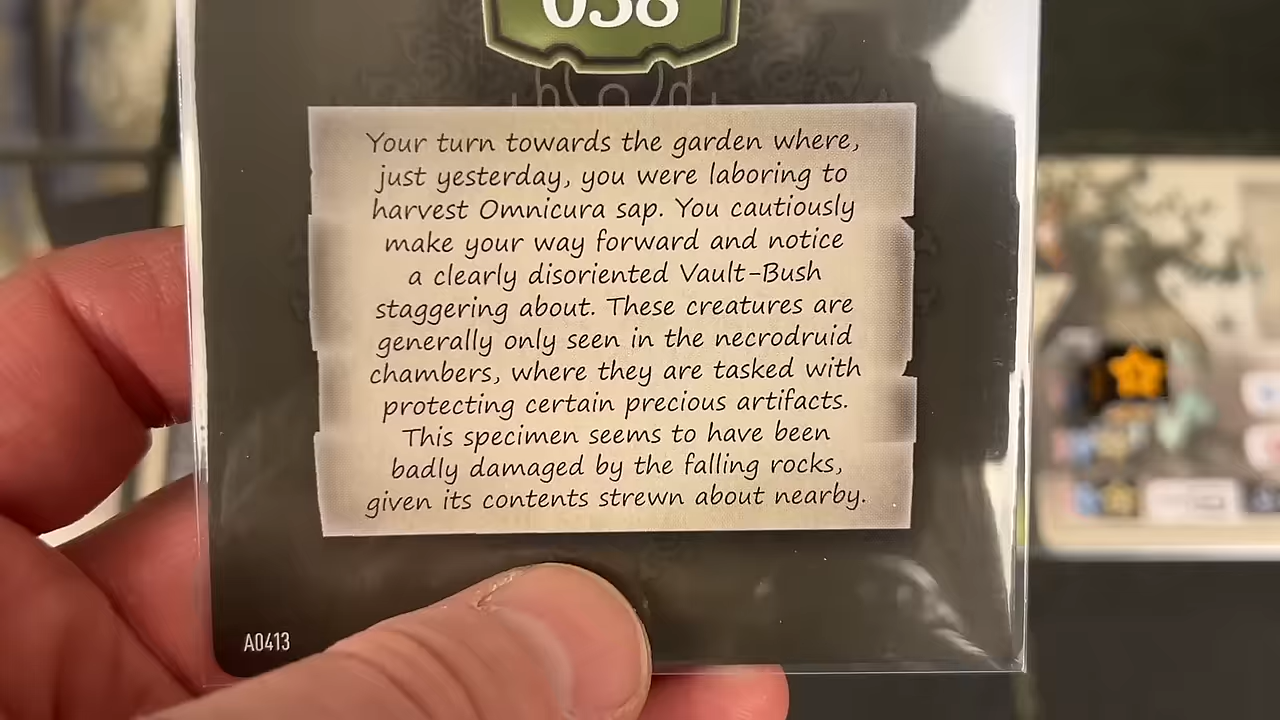 038
Your turn towards the garden where,
just yesterday, you were laboring to
harvest Omnicura sap. You cautiously
make your way forward and notice
a clearly disoriented Vault-Bush
staggering about. These creatures are
generally only seen in the necrodruid
chambers, where they are tasked with
protecting certain precious artifacts.
This specimen seems to have been
badly damaged by the falling rocks,
given its contents strewn about nearby.
A0413